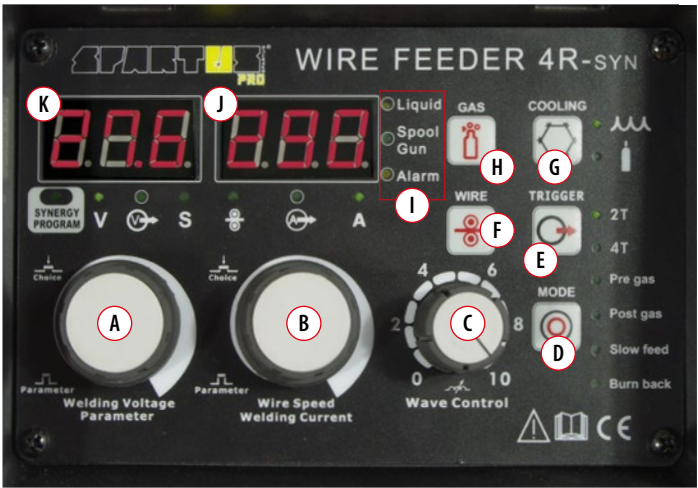 SPARTUS PRO
WIRE FEEDER 4R-SYN
K
J
Liquid
Spool Gun
Alarm
I
GAS
H
COOLING
G
SYNERGY PROGRAM
V
S
A
WIRE
F
TRIGGER
E
2T
4T
Pre gas
Post gas
Slow feed
Burn back
MODE
D
Choice
A
Parameter
Welding Voltage
Parameter
Choice
B
Parameter
Wire Speed
Welding Current
0
2
4
6
8
10
C
Wave Control
CE